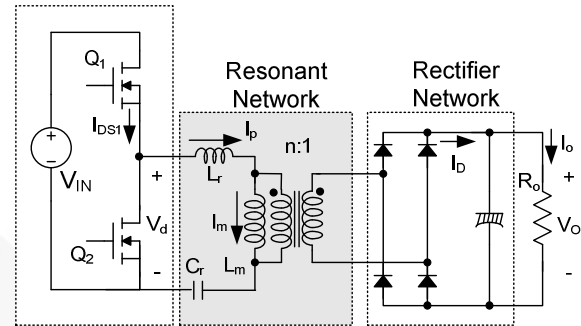 Resonant
Network
Rectifier
Network
Q1
IDS1
Ip
n:1
ID
Io
VIN
+
Lr
Im
Ro
+
VO
-
Vd
Q2
-
Cr
Lm